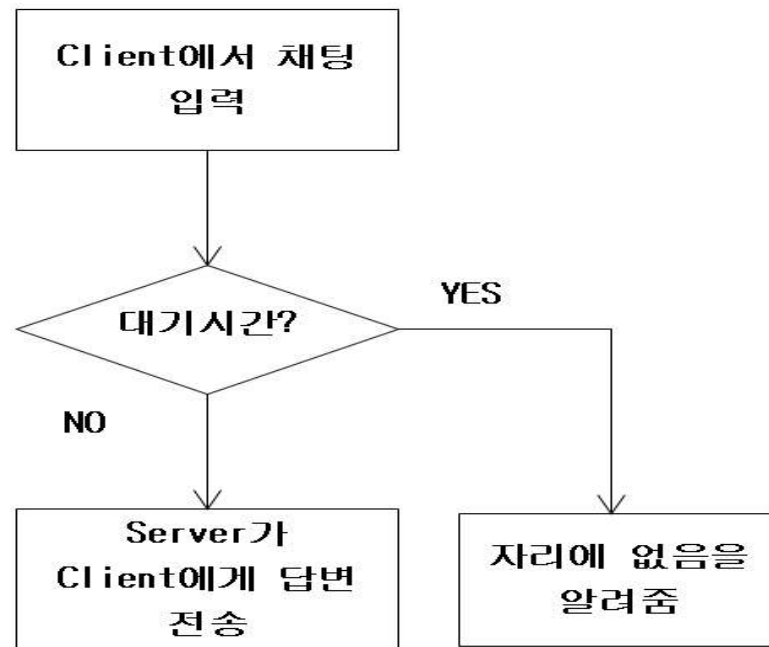 Client에서 채팅
입력
대기시간?
YES
NO
Server가
Client에게 답변
전송
자리에 없음을
알려줌